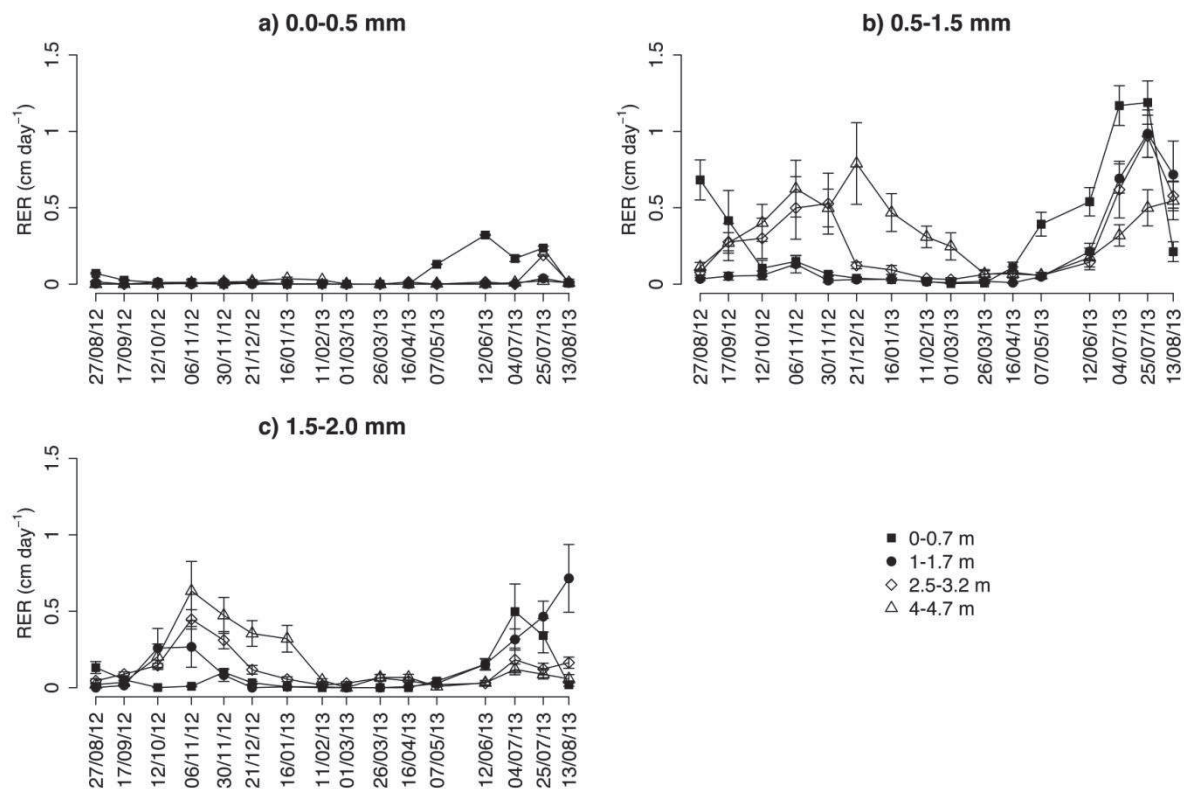 a) 0.0-0.5 mm
RER (cm day⁻¹)
0 0.5 1 1.5
27/08/12 17/09/12 12/10/12 06/11/12 30/11/12 21/12/12 16/01/13 11/02/13 01/03/13 26/03/13 16/04/13 07/05/13 12/06/13 04/07/13 25/07/13 13/08/13
b) 0.5-1.5 mm
RER (cm day⁻¹)
0 0.5 1 1.5
27/08/12 17/09/12 12/10/12 06/11/12 30/11/12 21/12/12 16/01/13 11/02/13 01/03/13 26/03/13 16/04/13 07/05/13 12/06/13 04/07/13 25/07/13 13/08/13
c) 1.5-2.0 mm
RER (cm day⁻¹)
0 0.5 1 1.5
27/08/12 17/09/12 12/10/12 06/11/12 30/11/12 21/12/12 16/01/13 11/02/13 01/03/13 26/03/13 16/04/13 07/05/13 12/06/13 04/07/13 25/07/13 13/08/13
0-0.7 m
1-1.7 m
2.5-3.2 m
4-4.7 m